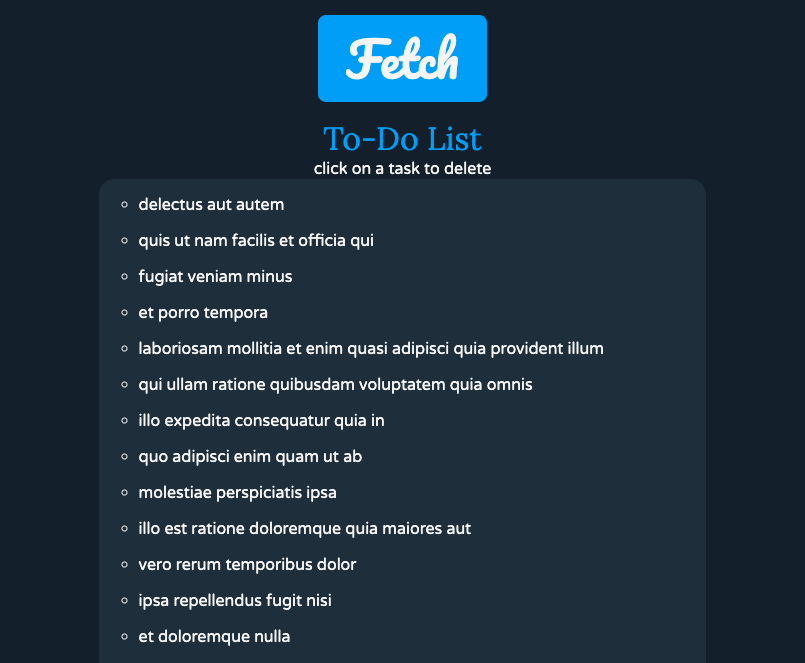 Fetch
To-Do List
click on a task to delete
delectus aut autem
quis ut nam facilis et officia qui
fugiat veniam minus
et porro tempora
laboriosam mollitia et enim quasi adipisci quia provident illum
qui ullam ratione quibusdam voluptatem quia omnis
illo expedita consequatur quia in
quo adipisci enim quam ut ab
molestiae perspiciatis ipsa
illo est ratione doloremque quia maiores aut
vero rerum temporibus dolor
ipsa repellendus fugit nisi
et doloremque nulla